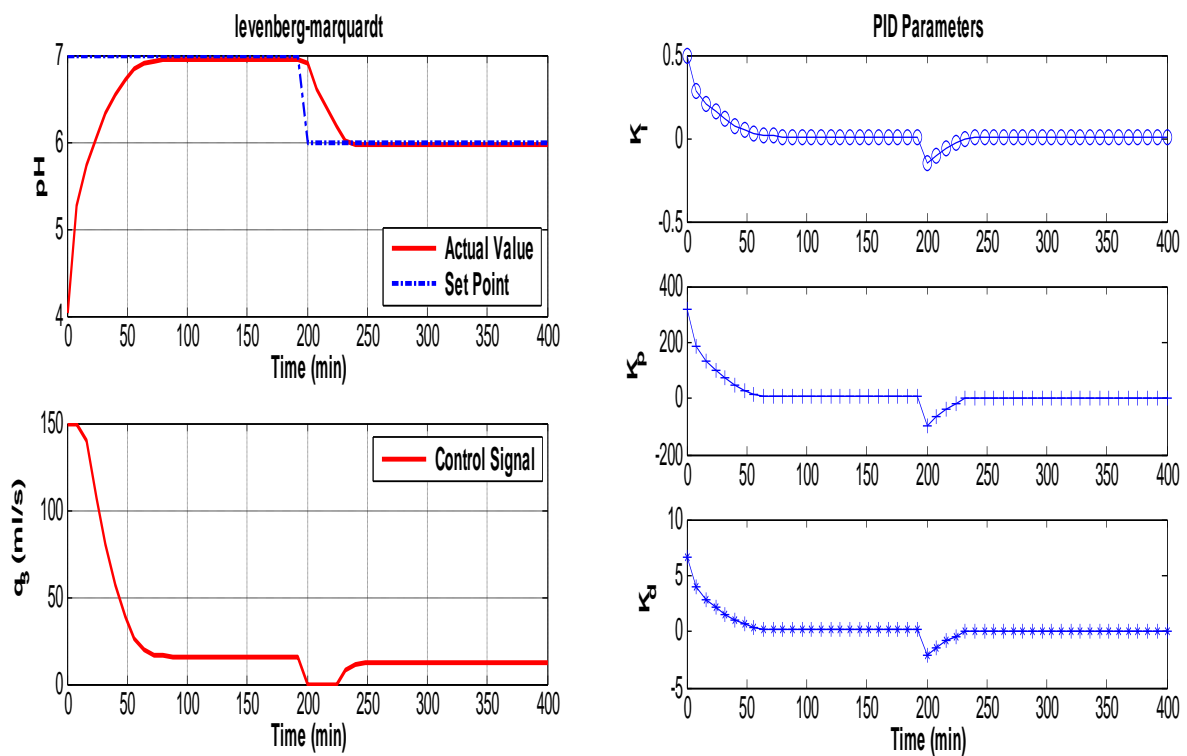 levenberg-marquardt
7
6
5
4
pH
0 50 100 150 200 250 300 350 400
Time (min)
Actual Value
Set Point
150
100
50
0
q3 (ml/s)
0 50 100 150 200 250 300 350 400
Time (min)
Control Signal
PID Parameters
0.5
0
-0.5
KI
0 50 100 150 200 250 300 350 400
400
200
0
-200
Kp
0 50 100 150 200 250 300 350 400
10
5
0
-5
Kd
0 50 100 150 200 250 300 350 400
Time (min)